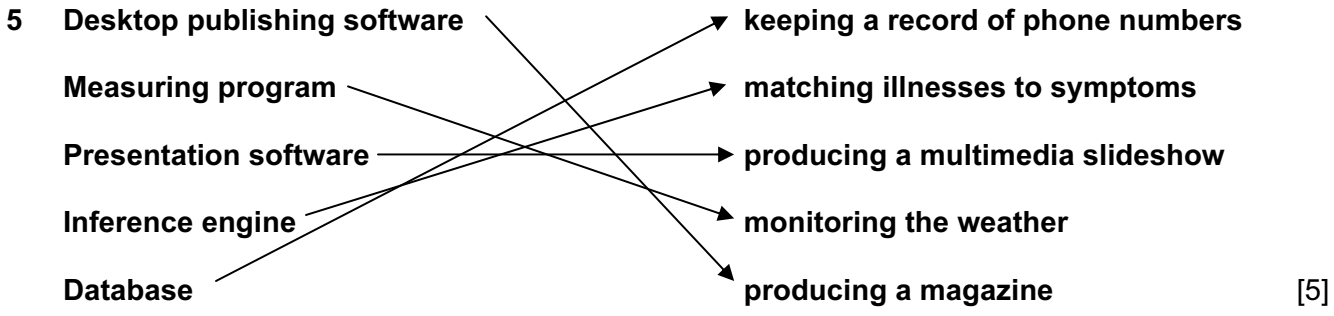 5 Desktop publishing software keeping a record of phone numbers
Measuring program matching illnesses to symptoms
Presentation software producing a multimedia slideshow
Inference engine monitoring the weather
Database producing a magazine [5]